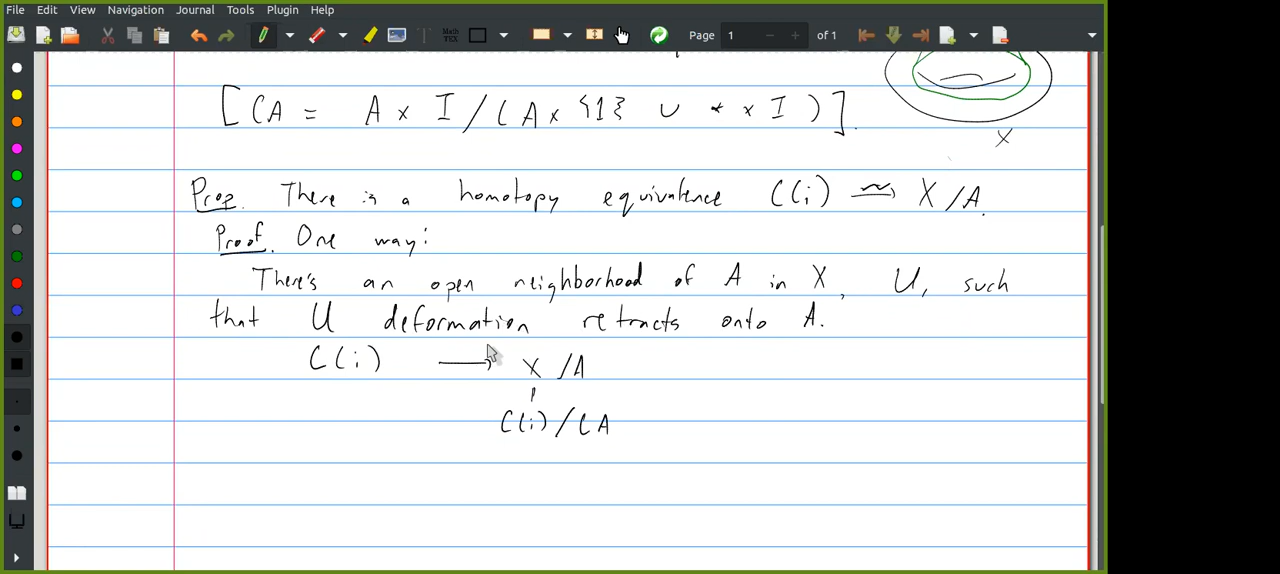 File Edit View Navigation Journal Tools Plugin Help
Page 1 of 1
[CA = A × I / (A × {1} ∪ * × I)].
X
Prop. There is a homotopy equivalence C(i) ≃ X/A.
Proof. One way:
There's an open neighborhood of A in X, U, such
that U deformation retracts onto A.
C(i) → X/A
C(i)/CA